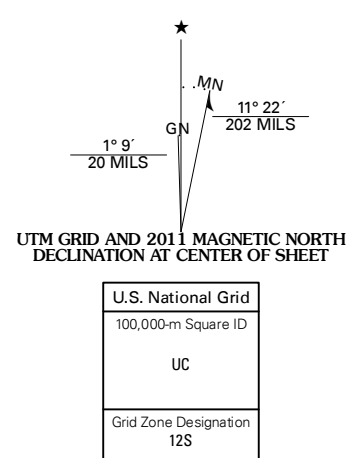 ★
MN
11° 22´
202 MILS
GN
1° 9´
20 MILS
UTM GRID AND 2011 MAGNETIC NORTH
DECLINATION AT CENTER OF SHEET
U.S. National Grid
100,000-m Square ID
UC
Grid Zone Designation
12S